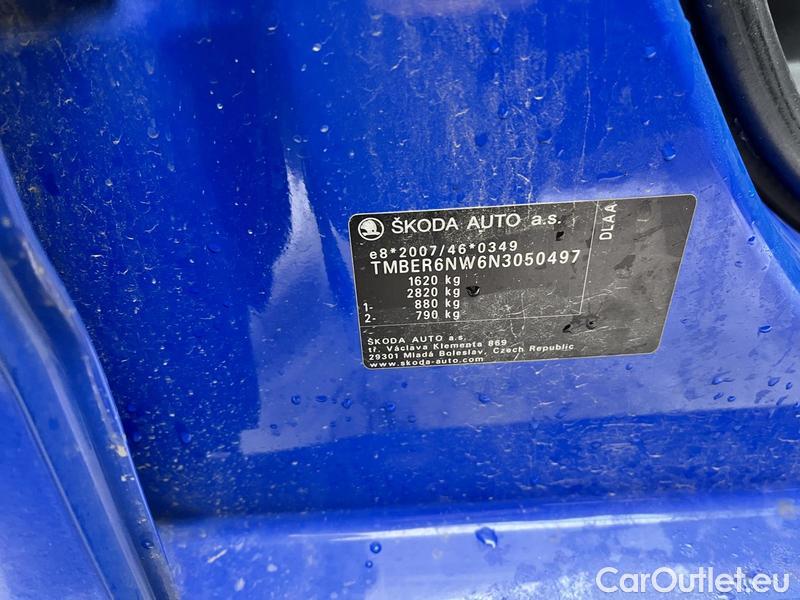 ŠKODA AUTO a.s.
DLAA
e8*2007/46*0349
TMBER6NW6N3050497
1620 kg
2820 kg
1- 880 kg
2- 790 kg
ŠKODA AUTO a.s.
tř. Václava Klementa 869
29301 Mladá Boleslav, Czech Republic
www.skoda-auto.com
CarOutlet.eu